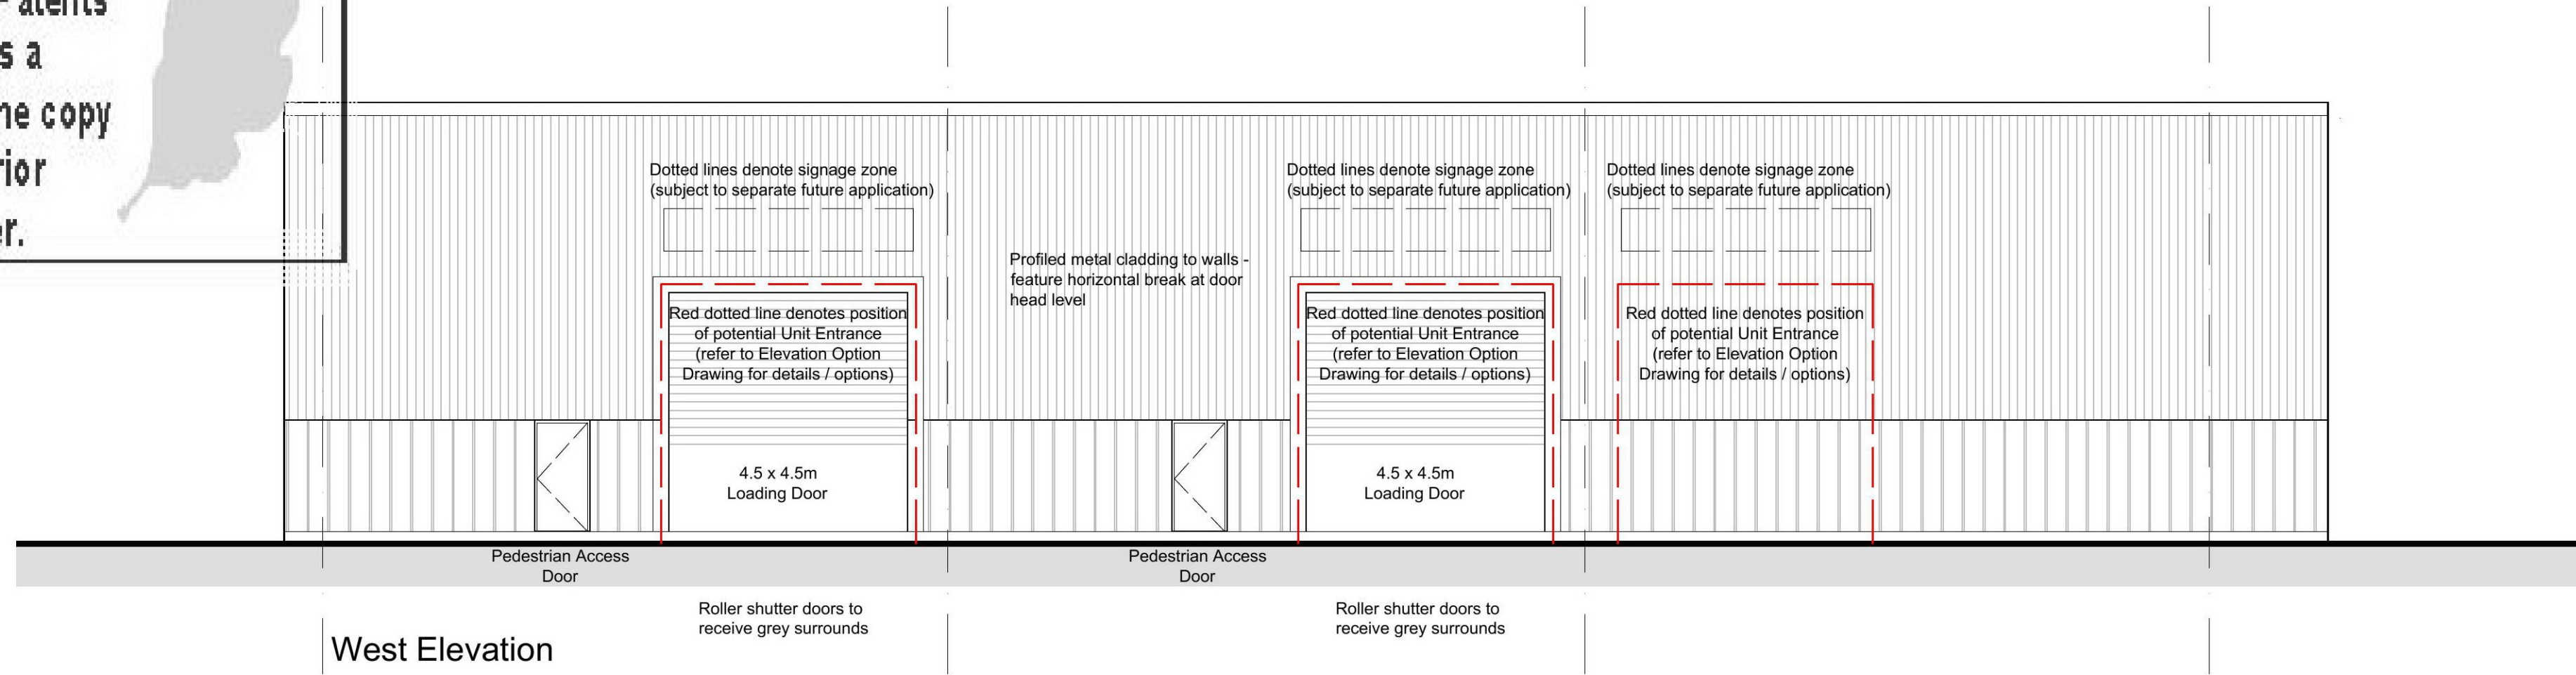 s a
copy
r.
Dotted lines denote signage zone
(subject to separate future application)
Dotted lines denote signage zone
(subject to separate future application)
Dotted lines denote signage zone
(subject to separate future application)
Profiled metal cladding to walls -
feature horizontal break at door
head level
Red dotted line denotes position
of potential Unit Entrance
(refer to Elevation Option
Drawing for details / options)
Red dotted line denotes position
of potential Unit Entrance
(refer to Elevation Option
Drawing for details / options)
Red dotted line denotes position
of potential Unit Entrance
(refer to Elevation Option
Drawing for details / options)
4.5 x 4.5m
Loading Door
4.5 x 4.5m
Loading Door
Pedestrian Access
Door
Pedestrian Access
Door
Roller shutter doors to
receive grey surrounds
Roller shutter doors to
receive grey surrounds
West Elevation